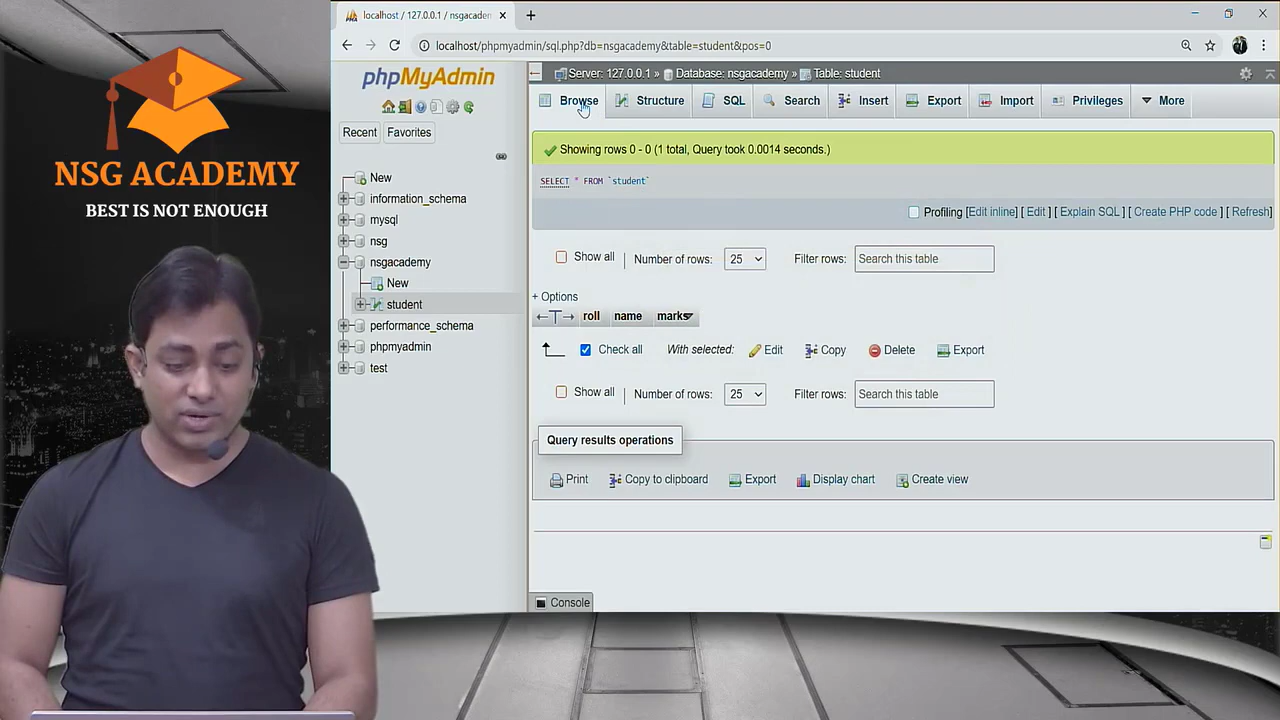 localhost / 127.0.0.1 / nsgacadem
localhost/phpmyadmin/sql.php?db=nsgacademy&table=student&pos=0
NSG ACADEMY
BEST IS NOT ENOUGH
phpMyAdmin
Recent Favorites
New
information_schema
mysql
nsg
nsgacademy
New
student
performance_schema
phpmyadmin
test
Server: 127.0.0.1 » Database: nsgacademy » Table: student
Browse Structure SQL Search Insert Export Import Privileges More
Showing rows 0 - 0 (1 total, Query took 0.0014 seconds.)
SELECT * FROM `student`
Profiling [Edit inline] [ Edit ] [ Explain SQL ] [ Create PHP code ] [ Refresh]
Show all Number of rows: 25 Filter rows: Search this table
+ Options
←T→ roll name marks
Check all With selected: Edit Copy Delete Export
Show all Number of rows: 25 Filter rows: Search this table
Query results operations
Print Copy to clipboard Export Display chart Create view
Console